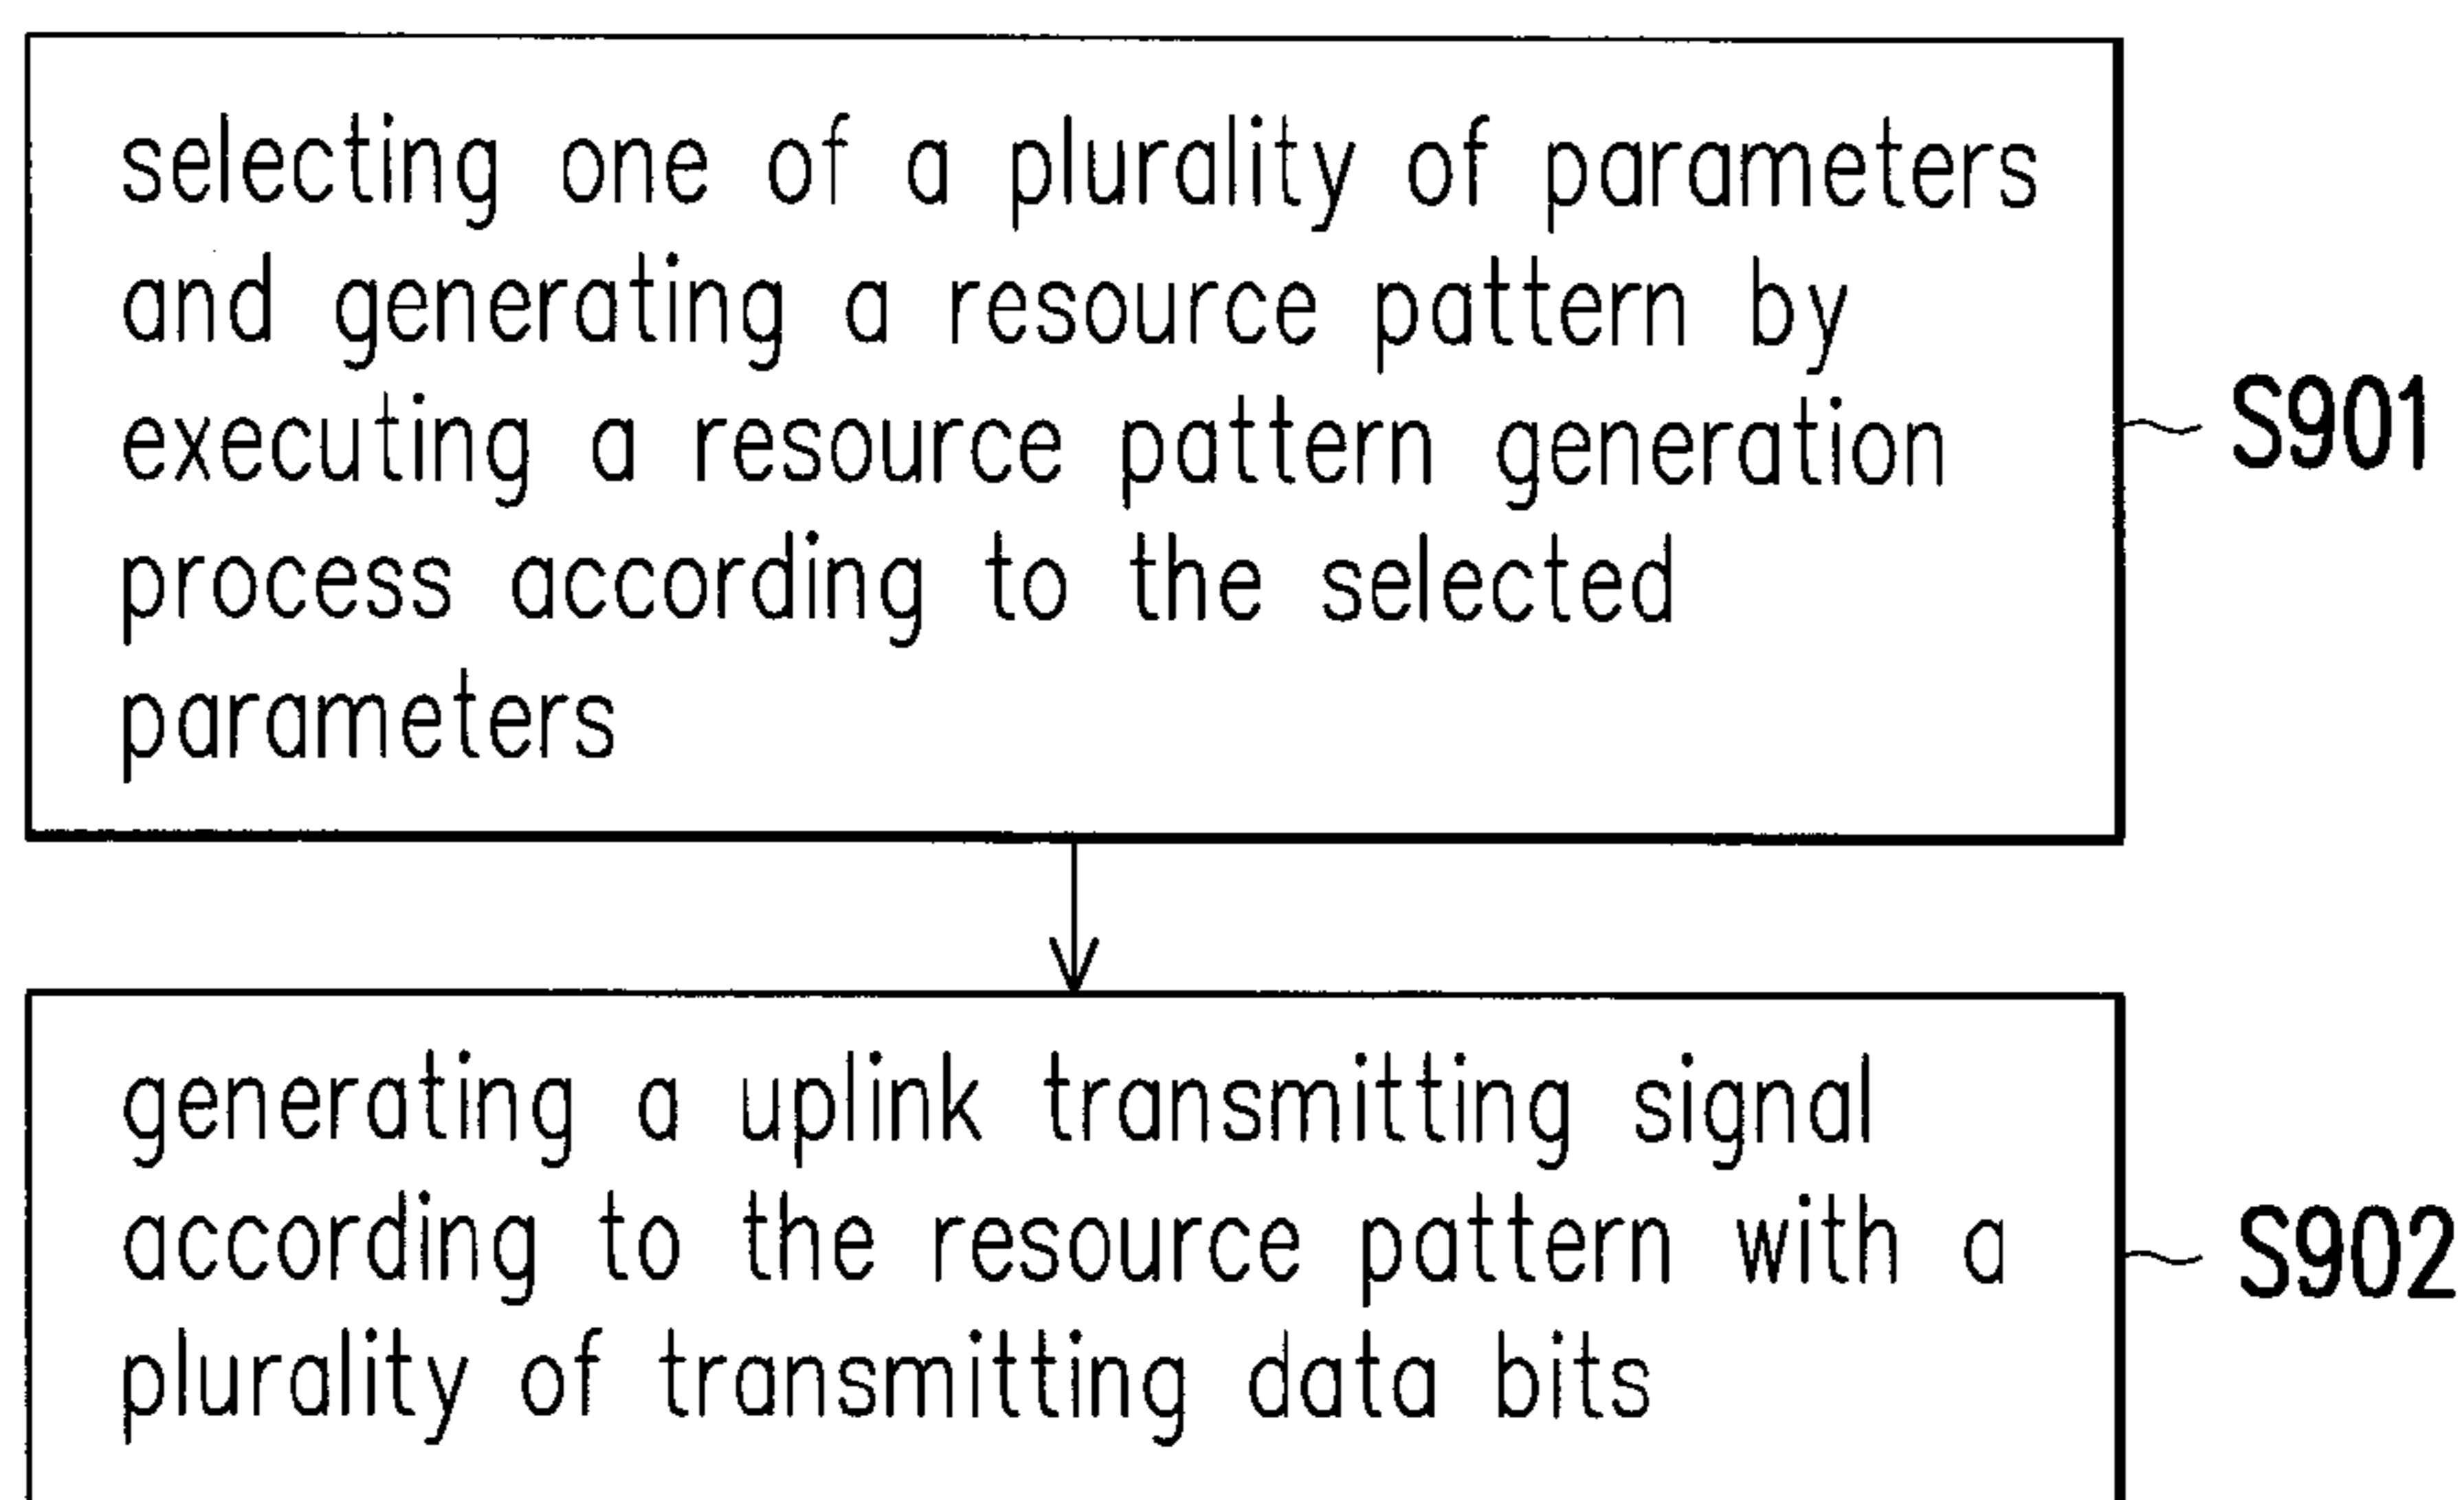 selecting one of a plurality of parameters
and generating a resource pattern by
executing a resource pattern generation
process according to the selected
parameters
S901
generating a uplink transmitting signal
according to the resource pattern with a
plurality of transmitting data bits
S902